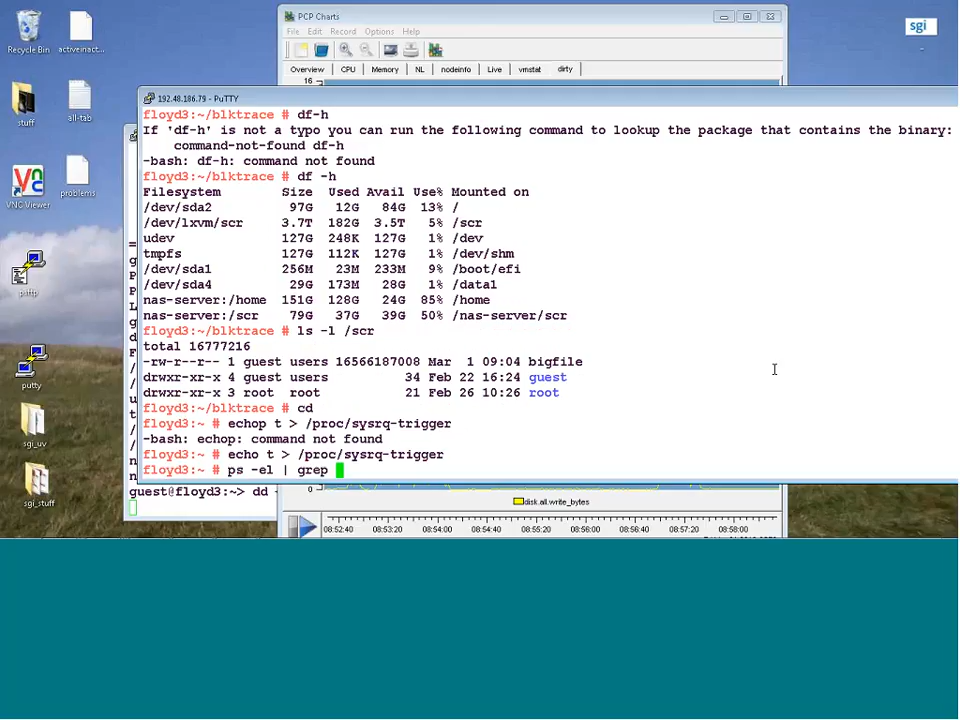 PCP Charts
File Edit Record Options Help
Overview CPU Memory NL nodeinfo Live vmstat dirty
16
sgi
Recycle Bin
activeinact...
stuff
all-tab
VNC Viewer
problems
psftp
putty
sgi_uv
sgi_stuff
192.48.186.79 - PuTTY
floyd3:~/blktrace # df-h
If 'df-h' is not a typo you can run the following command to lookup the package that contains the binary:
command-not-found df-h
-bash: df-h: command not found
floyd3:~/blktrace # df -h
Filesystem Size Used Avail Use% Mounted on
/dev/sda2 97G 12G 84G 13% /
/dev/lxvm/scr 3.7T 182G 3.5T 5% /scr
udev 127G 248K 127G 1% /dev
tmpfs 127G 112K 127G 1% /dev/shm
/dev/sda1 256M 23M 233M 9% /boot/efi
/dev/sda4 29G 173M 28G 1% /data1
nas-server:/home 151G 128G 24G 85% /home
nas-server:/scr 79G 37G 39G 50% /nas-server/scr
floyd3:~/blktrace # ls -l /scr
total 16777216
-rw-r--r-- 1 guest users 16566187008 Mar 1 09:04 bigfile
drwxr-xr-x 4 guest users 34 Feb 22 16:24 guest
drwxr-xr-x 3 root root 21 Feb 26 10:26 root
floyd3:~/blktrace # cd
floyd3:~ # echop t > /proc/sysrq-trigger
-bash: echop: command not found
floyd3:~ # echo t > /proc/sysrq-trigger
floyd3:~ # ps -el | grep
guest@floyd3:~> dd
0
disk.all.write_bytes
08:52:40 08:53:20 08:54:00 08:54:40 08:55:20 08:56:00 08:56:40 08:57:20 08:58:00